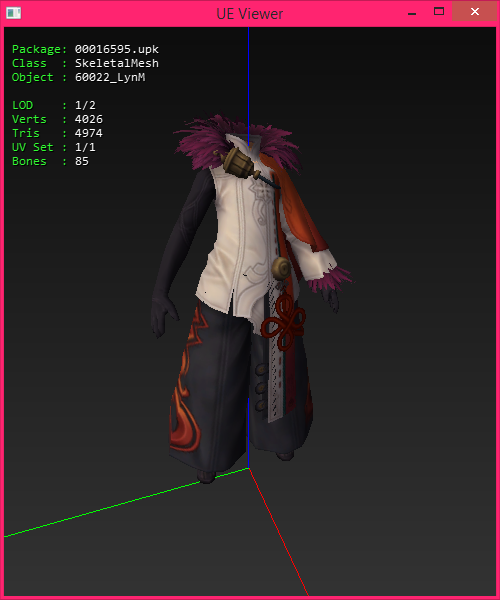 UE Viewer
Package: 00016595.upk
Class : SkeletalMesh
Object : 60022_LynM
LOD : 1/2
Verts : 4026
Tris : 4974
UV Set : 1/1
Bones : 85